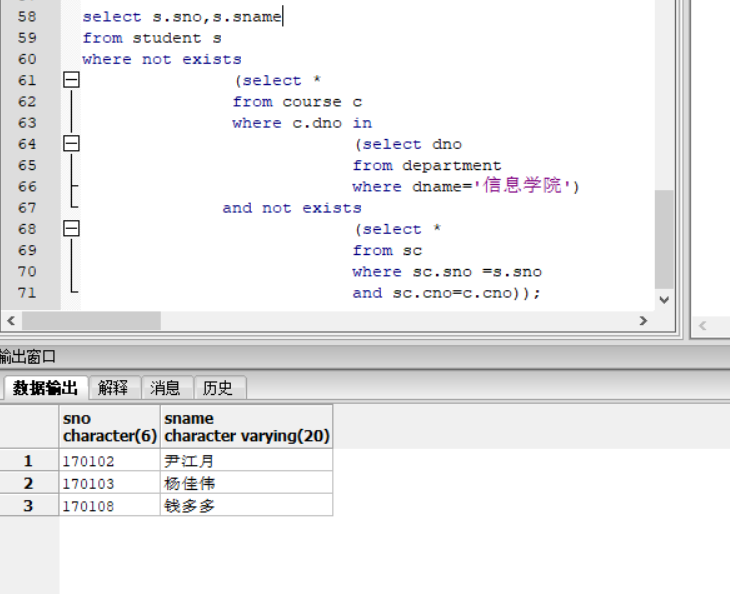 58 select s.sno,s.sname
59 from student s
60 where not exists
61 (select *
62 from course c
63 where c.dno in
64 (select dno
65 from department
66 where dname='信息学院')
67 and not exists
68 (select *
69 from sc
70 where sc.sno =s.sno
71 and sc.cno=c.cno));
输出窗口
数据输出 解释 消息 历史
sno sname
character(6) character varying(20)
1 170102 尹江月
2 170103 杨佳伟
3 170108 钱多多